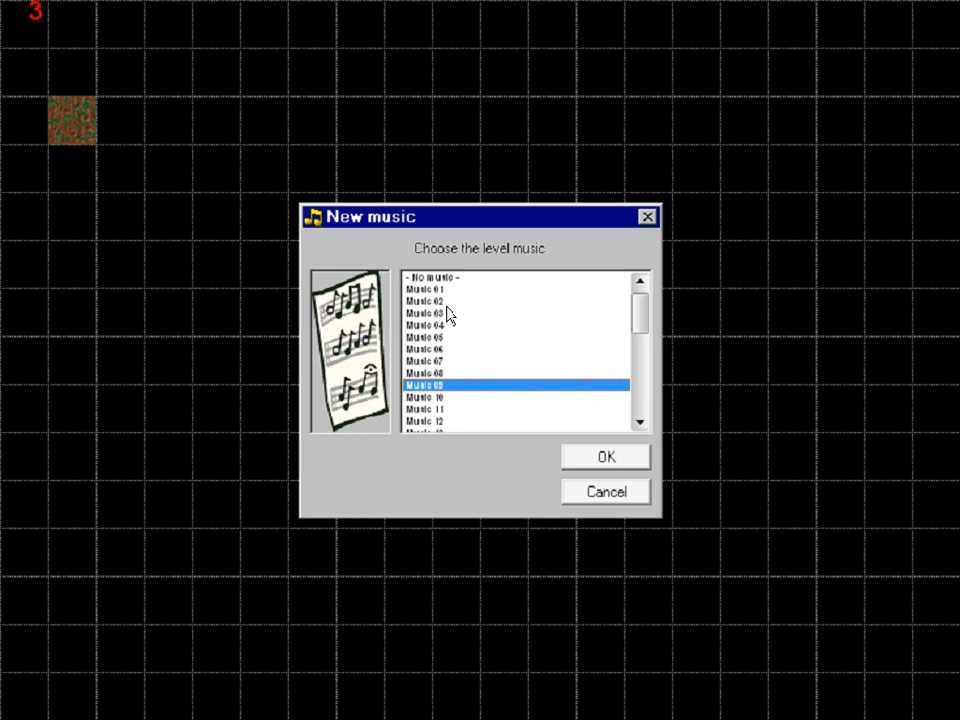 3
New music
Choose the level music
- No music -
Music 01
Music 02
Music 03
Music 04
Music 05
Music 06
Music 07
Music 08
Music 09
Music 10
Music 11
Music 12
OK
Cancel